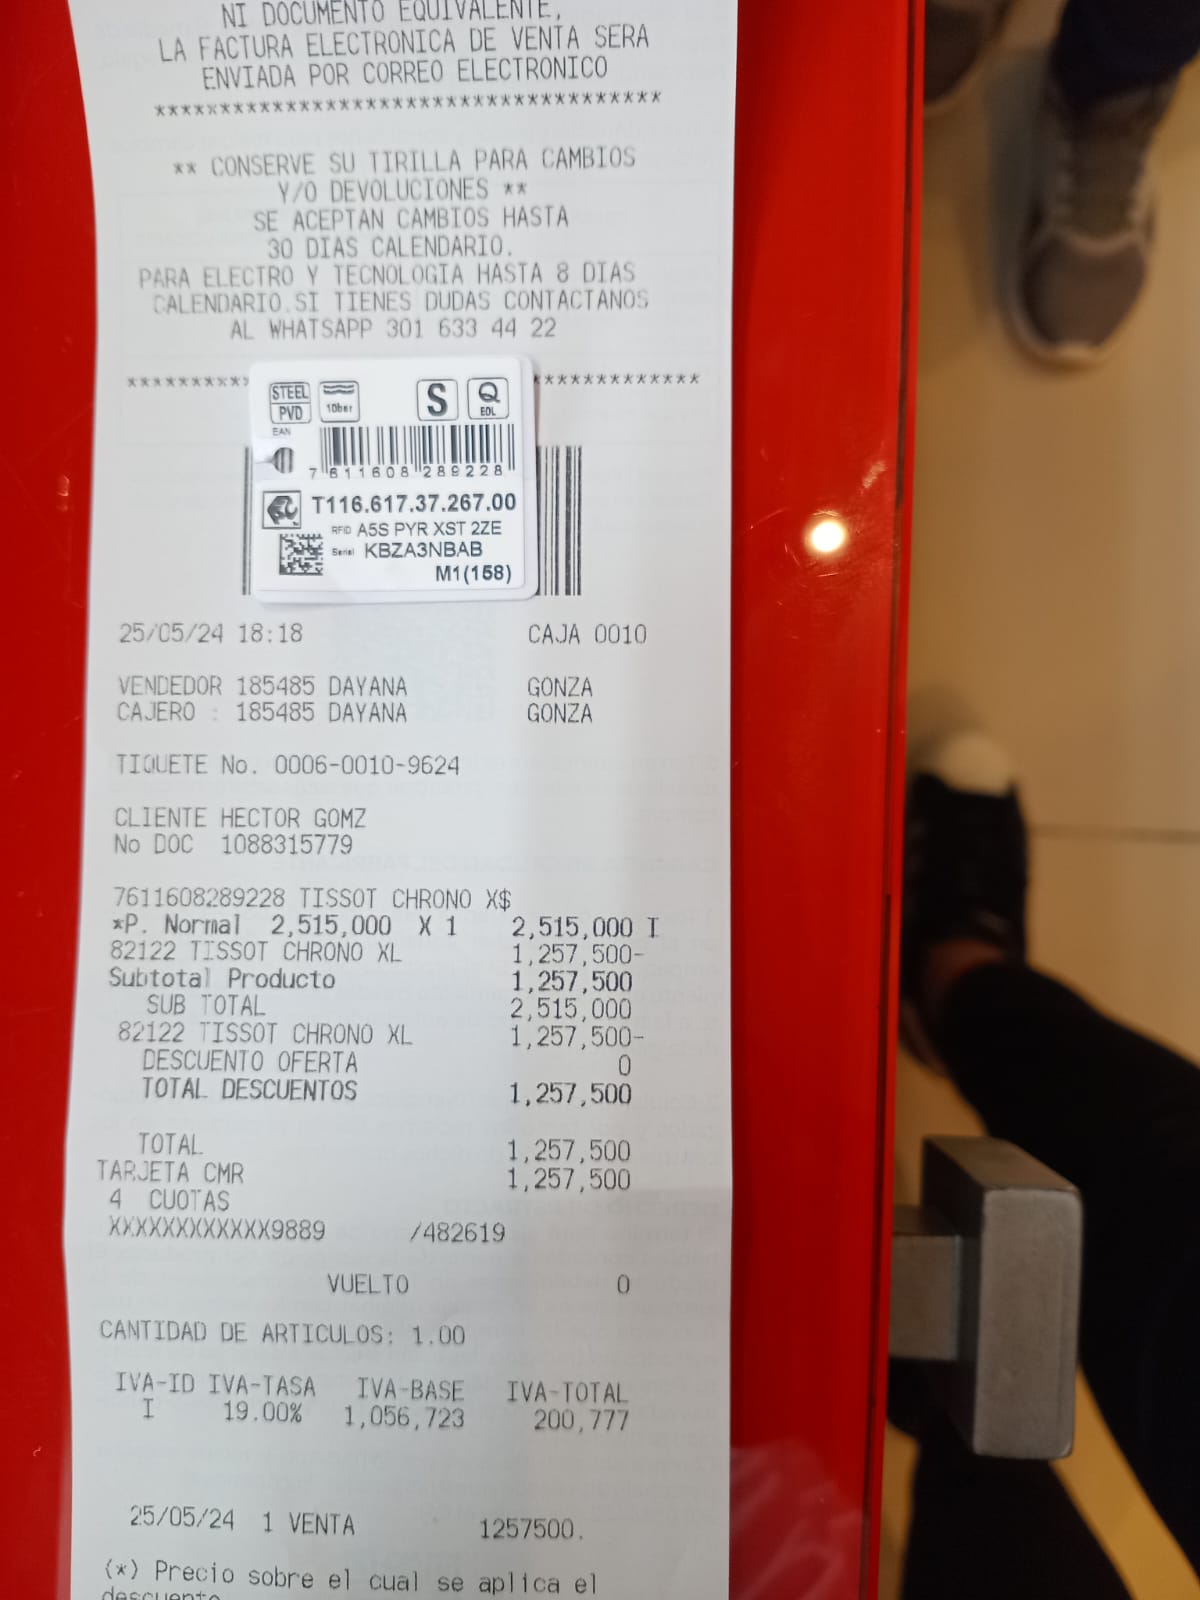 NI DOCUMENTO EQUIVALENTE,
LA FACTURA ELECTRONICA DE VENTA SERA
ENVIADA POR CORREO ELECTRONICO
***************************************
** CONSERVE SU TIRILLA PARA CAMBIOS
Y/O DEVOLUCIONES **
SE ACEPTAN CAMBIOS HASTA
30 DIAS CALENDARIO.
PARA ELECTRO Y TECNOLOGIA HASTA 8 DIAS
CALENDARIO.SI TIENES DUDAS CONTACTANOS
AL WHATSAPP 301 633 44 22
********** *************
STEEL PVD 10ber S Q EOL
EAN
7 611608 289228
T116.617.37.267.00
RFID A5S PYR XST 2ZE
Serial KBZA3NBAB
M1(158)
25/05/24 18:18 CAJA 0010
VENDEDOR 185485 DAYANA GONZA
CAJERO : 185485 DAYANA GONZA
TIQUETE No. 0006-0010-9624
CLIENTE HECTOR GOMZ
No DOC 1088315779
7611608289228 TISSOT CHRONO X$
*P. Normal 2,515,000 X 1 2,515,000 I
82122 TISSOT CHRONO XL 1,257,500-
Subtotal Producto 1,257,500
SUB TOTAL 2,515,000
82122 TISSOT CHRONO XL 1,257,500-
DESCUENTO OFERTA 0
TOTAL DESCUENTOS 1,257,500
TOTAL 1,257,500
TARJETA CMR 1,257,500
4 CUOTAS
XXXXXXXXXXXX9889 /482619
VUELTO 0
CANTIDAD DE ARTICULOS: 1.00
IVA-ID IVA-TASA IVA-BASE IVA-TOTAL
I 19.00% 1,056,723 200,777
25/05/24 1 VENTA 1257500.
(*) Precio sobre el cual se aplica el
descuento